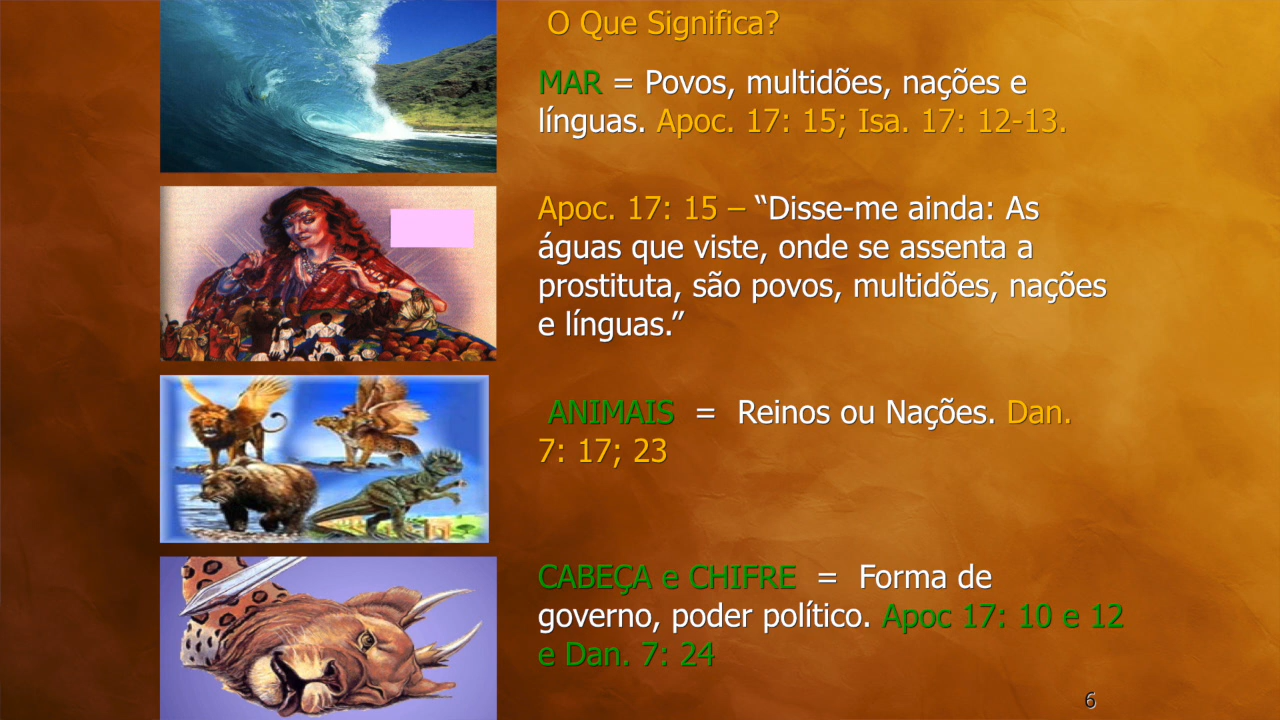 O Que Significa?
MAR = Povos, multidões, nações e
línguas. Apoc. 17: 15; Isa. 17: 12-13.
Apoc. 17: 15 – “Disse-me ainda: As
águas que viste, onde se assenta a
prostituta, são povos, multidões, nações
e línguas.”
ANIMAIS = Reinos ou Nações. Dan.
7: 17; 23
CABEÇA e CHIFRE = Forma de
governo, poder político. Apoc 17: 10 e 12
e Dan. 7: 24
6